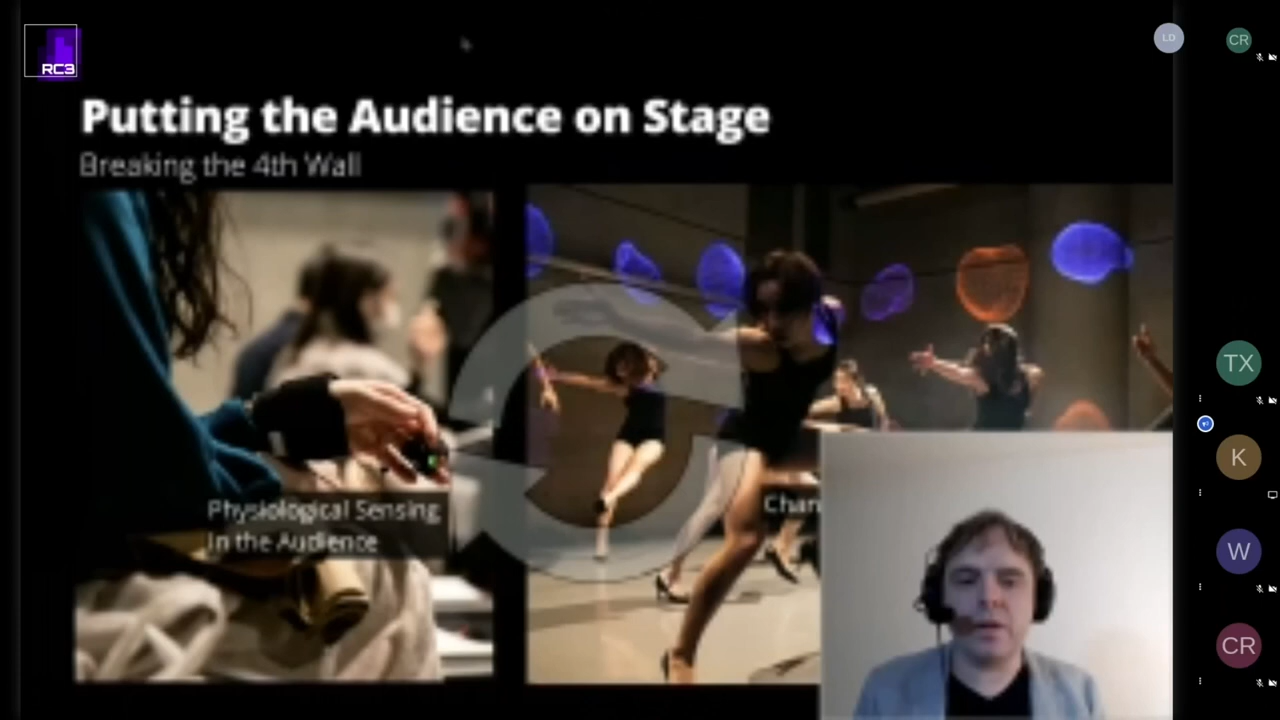 RC3
LD
CR
Putting the Audience on Stage
Breaking the 4th Wall
TX
K
Physiological Sensing
In the Audience
Chan
W
CR